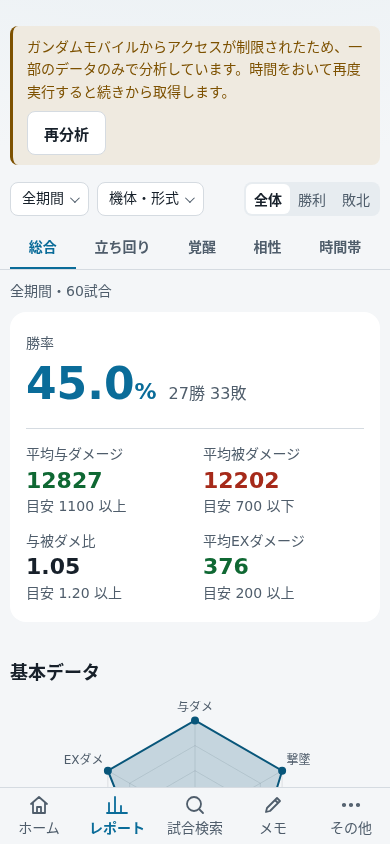 ガンダムモバイルからアクセスが制限されたため、一
部のデータのみで分析しています。時間をおいて再度
実行すると続きから取得します。
再分析
全期間 機体・形式 全体 勝利 敗北
総合 立ち回り 覚醒 相性 時間帯
全期間・60試合
勝率
45.0% 27勝 33敗
平均与ダメージ 平均被ダメージ
12827 12202
目安 1100 以上 目安 700 以下
与被ダメ比 平均EXダメージ
1.05 376
目安 1.20 以上 目安 200 以上
基本データ
与ダメ
EXダメ 撃墜
ホーム レポート 試合検索 メモ その他